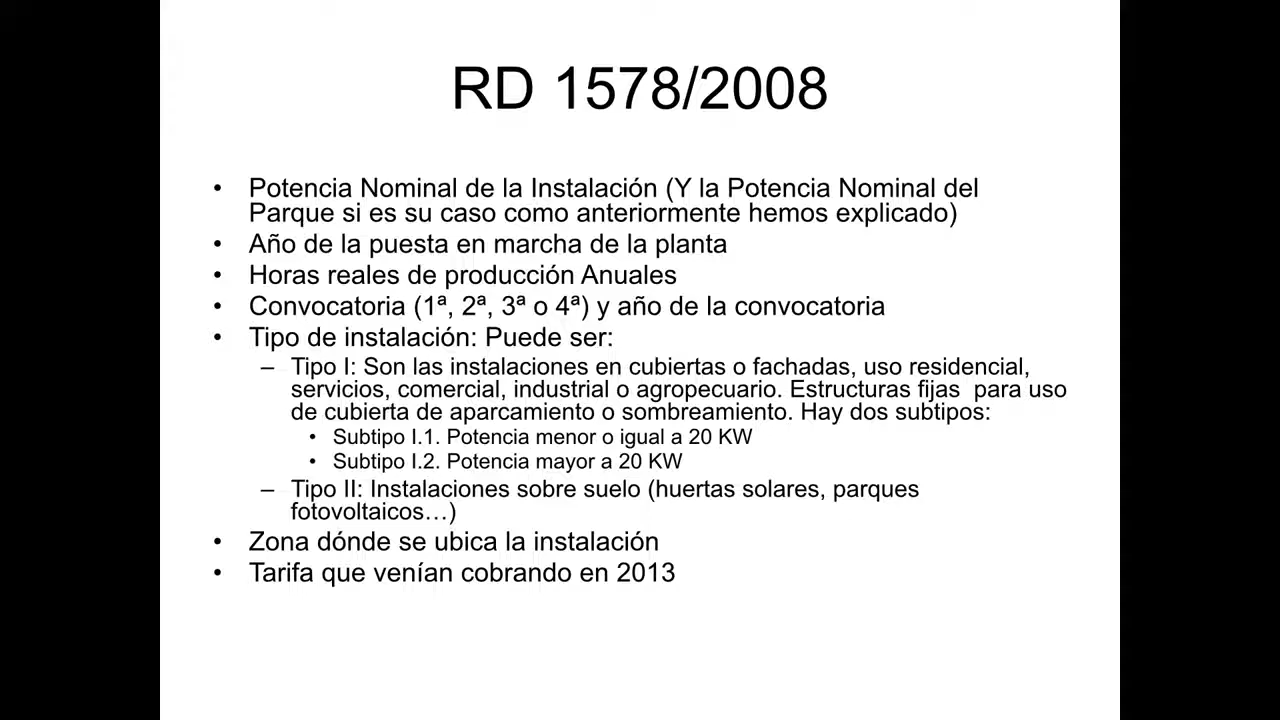 RD 1578/2008
• Potencia Nominal de la Instalación (Y la Potencia Nominal del
Parque si es su caso como anteriormente hemos explicado)
• Año de la puesta en marcha de la planta
• Horas reales de producción Anuales
• Convocatoria (1ª, 2ª, 3ª o 4ª) y año de la convocatoria
• Tipo de instalación: Puede ser:
– Tipo I: Son las instalaciones en cubiertas o fachadas, uso residencial,
servicios, comercial, industrial o agropecuario. Estructuras fijas  para uso
de cubierta de aparcamiento o sombreamiento. Hay dos subtipos:
• Subtipo I.1. Potencia menor o igual a 20 KW
• Subtipo I.2. Potencia mayor a 20 KW
– Tipo II: Instalaciones sobre suelo (huertas solares, parques
fotovoltaicos…)
• Zona dónde se ubica la instalación
• Tarifa que venían cobrando en 2013